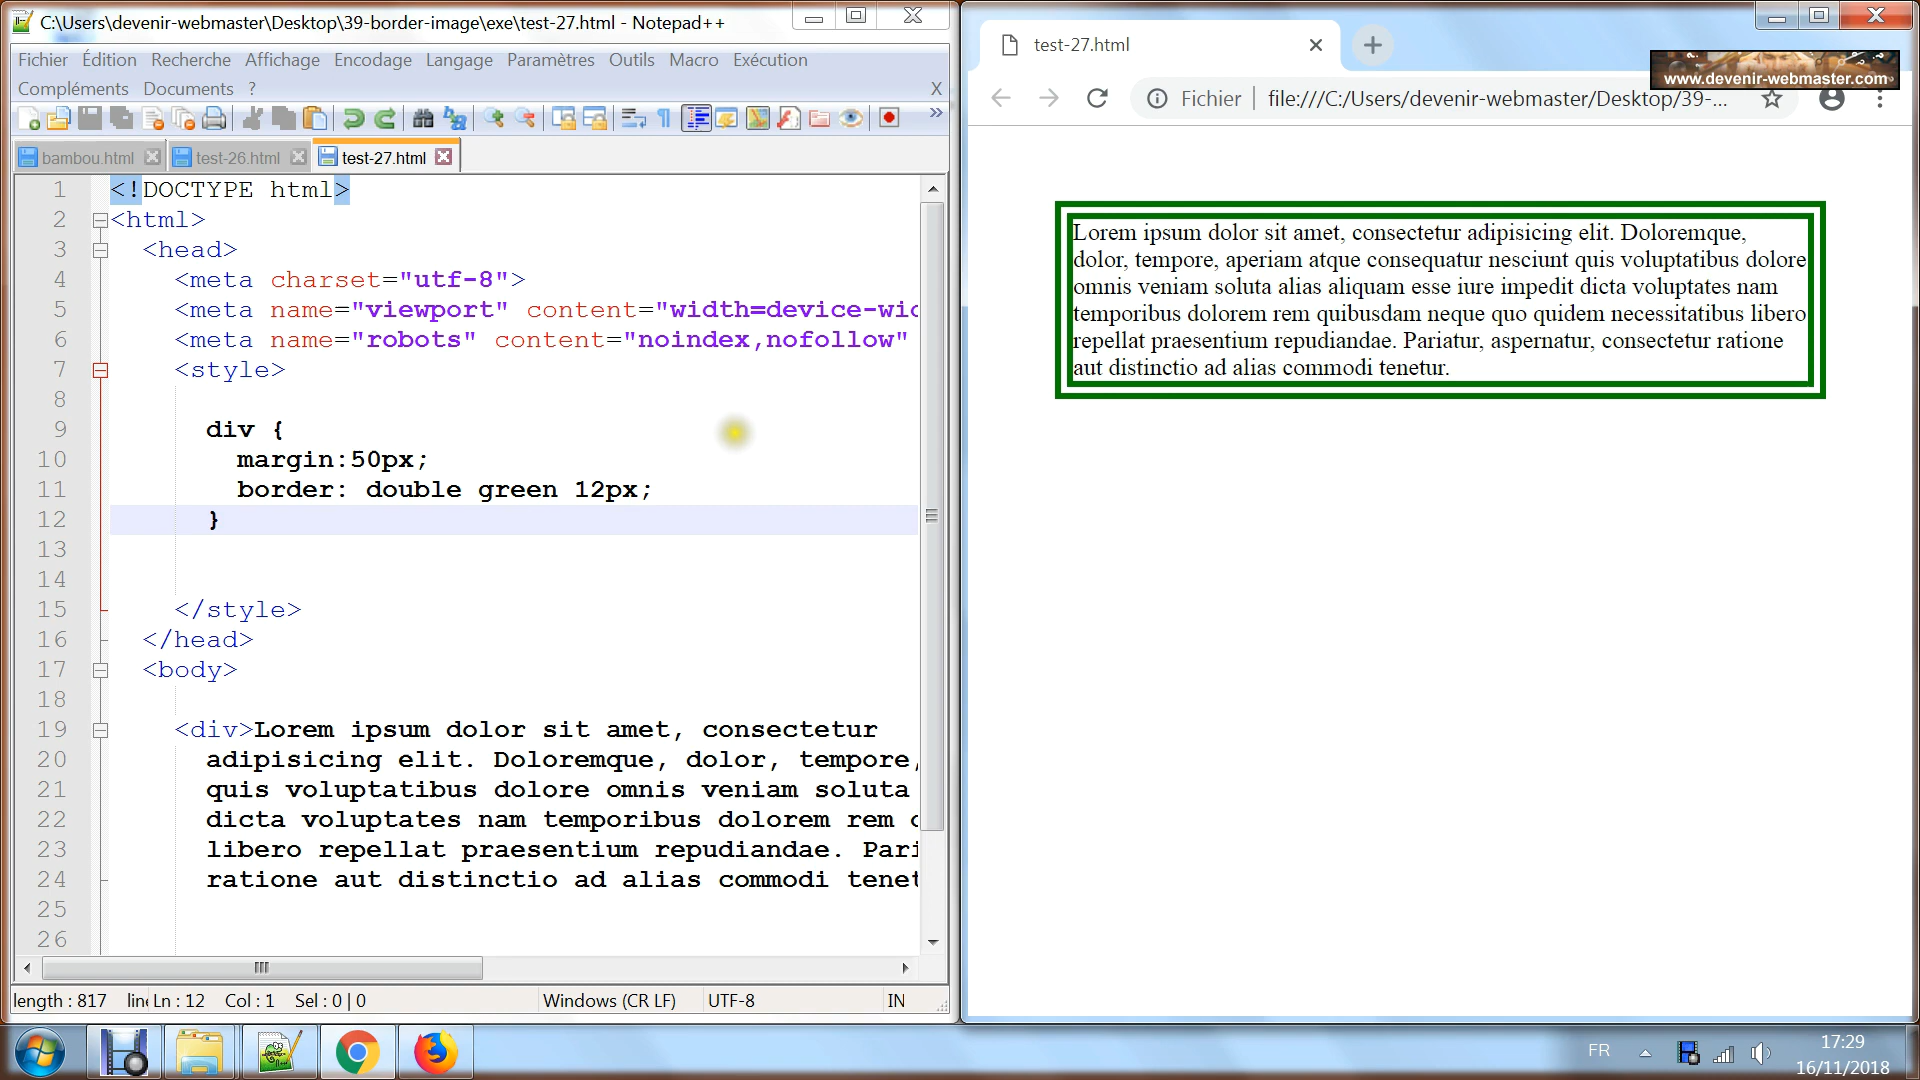 C:\Users\devenir-webmaster\Desktop\39-border-image\exe\test-27.html - Notepad++
Fichier Édition Recherche Affichage Encodage Langage Paramètres Outils Macro Exécution
Compléments Documents ? X
bambou.html test-26.html test-27.html
1 <!DOCTYPE html>
2 <html>
3 <head>
4 <meta charset="utf-8">
5 <meta name="viewport" content="width=device-wi
6 <meta name="robots" content="noindex,nofollow"
7 <style>
8
9 div {
10 margin:50px;
11 border: double green 12px;
12 }
13
14
15 </style>
16 </head>
17 <body>
18
19 <div>Lorem ipsum dolor sit amet, consectetur
20 adipisicing elit. Doloremque, dolor, tempore,
21 quis voluptatibus dolore omnis veniam soluta
22 dicta voluptates nam temporibus dolorem rem
23 libero repellat praesentium repudiandae. Pari
24 ratione aut distinctio ad alias commodi tenet
25
26
length : 817 line Ln : 12 Col : 1 Sel : 0 | 0 Windows (CR LF) UTF-8 IN
test-27.html
www.devenir-webmaster.com
Fichier file:///C:/Users/devenir-webmaster/Desktop/39-...
Lorem ipsum dolor sit amet, consectetur adipisicing elit. Doloremque,
dolor, tempore, aperiam atque consequatur nesciunt quis voluptatibus dolore
omnis veniam soluta alias aliquam esse iure impedit dicta voluptates nam
temporibus dolorem rem quibusdam neque quo quidem necessitatibus libero
repellat praesentium repudiandae. Pariatur, aspernatur, consectetur ratione
aut distinctio ad alias commodi tenetur.
FR
17:29
16/11/2018